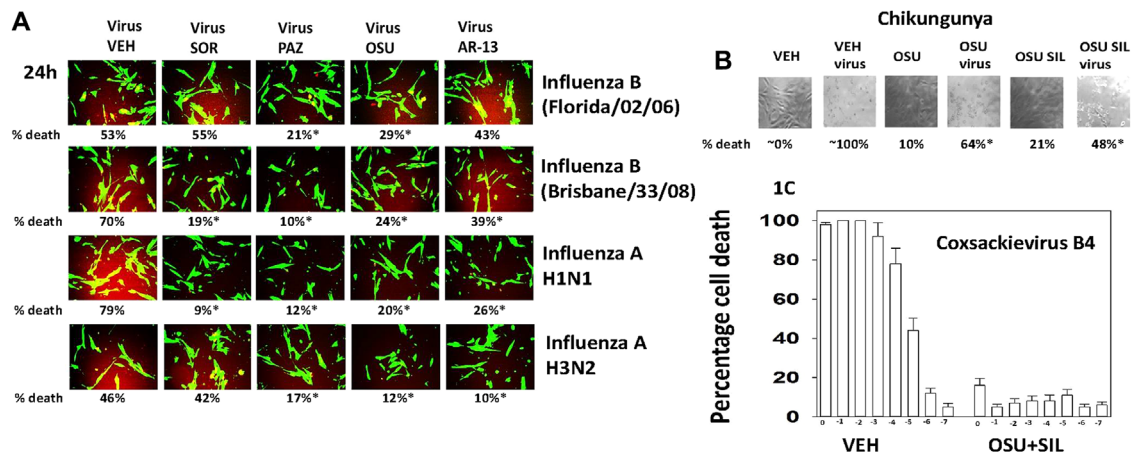 A
Virus VEH
Virus SOR
Virus PAZ
Virus OSU
Virus AR-13
24h
Influenza B
(Florida/02/06)
% death 53% 55% 21%* 29%* 43%
Influenza B
(Brisbane/33/08)
% death 70% 19%* 10%* 24%* 39%*
Influenza A
H1N1
% death 79% 9%* 12%* 20%* 26%*
Influenza A
H3N2
% death 46% 42% 17%* 12%* 10%*
Chikungunya
B
VEH
VEH virus
OSU
OSU virus
OSU SIL
OSU SIL virus
% death ~0% ~100% 10% 64%* 21% 48%*
1C
Coxsackievirus B4
Percentage cell death
100
80
60
40
20
0
0 -1 -2 -3 -4 -5 -6 -7 0 -1 -2 -3 -4 -5 -6 -7
VEH OSU+SIL